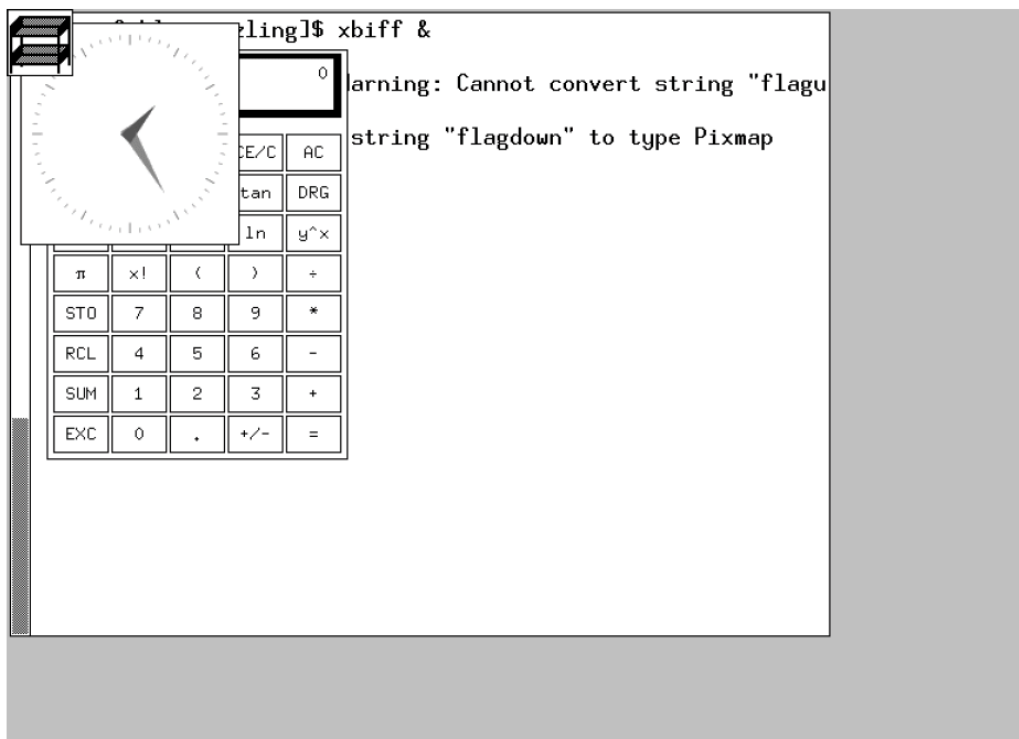 zling]$ xbiff &
0
arning: Cannot convert string "flagu
string "flagdown" to type Pixmap
CE/C AC
tan DRG
ln y^x
π x! ( ) ÷
STO 7 8 9 *
RCL 4 5 6 -
SUM 1 2 3 +
EXC 0 . +/- =